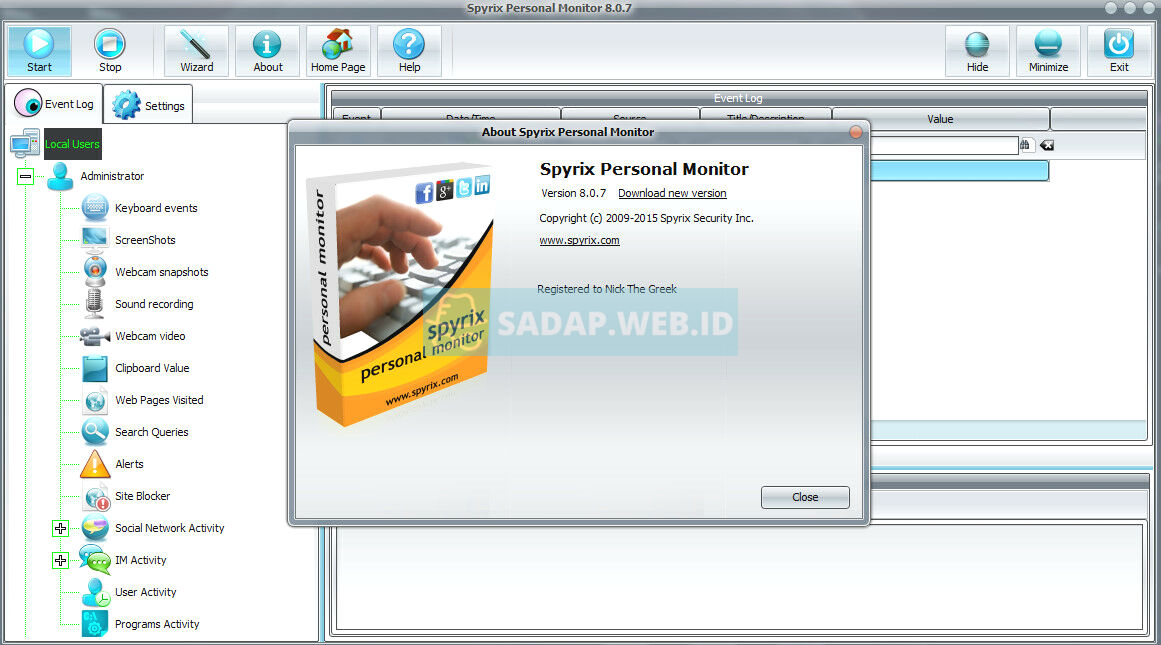 Spyrix Personal Monitor 8.0.7
Start
Stop
Wizard
About
Home Page
Help
Hide
Minimize
Exit
Event Log
Settings
Local Users
Administrator
Keyboard events
ScreenShots
Webcam snapshots
Sound recording
Webcam video
Clipboard Value
Web Pages Visited
Search Queries
Alerts
Site Blocker
Social Network Activity
IM Activity
User Activity
Programs Activity
Event Log
Event Date/Time Source Title/Description Value
About Spyrix Personal Monitor
personal monitor
f g+ t in
spyrix
personal monitor
www.spyrix.com
Spyrix Personal Monitor
Version 8.0.7 Download new version
Copyright (c) 2009-2015 Spyrix Security Inc.
www.spyrix.com
Registered to Nick The Greek
SADAP.WEB.ID
Close